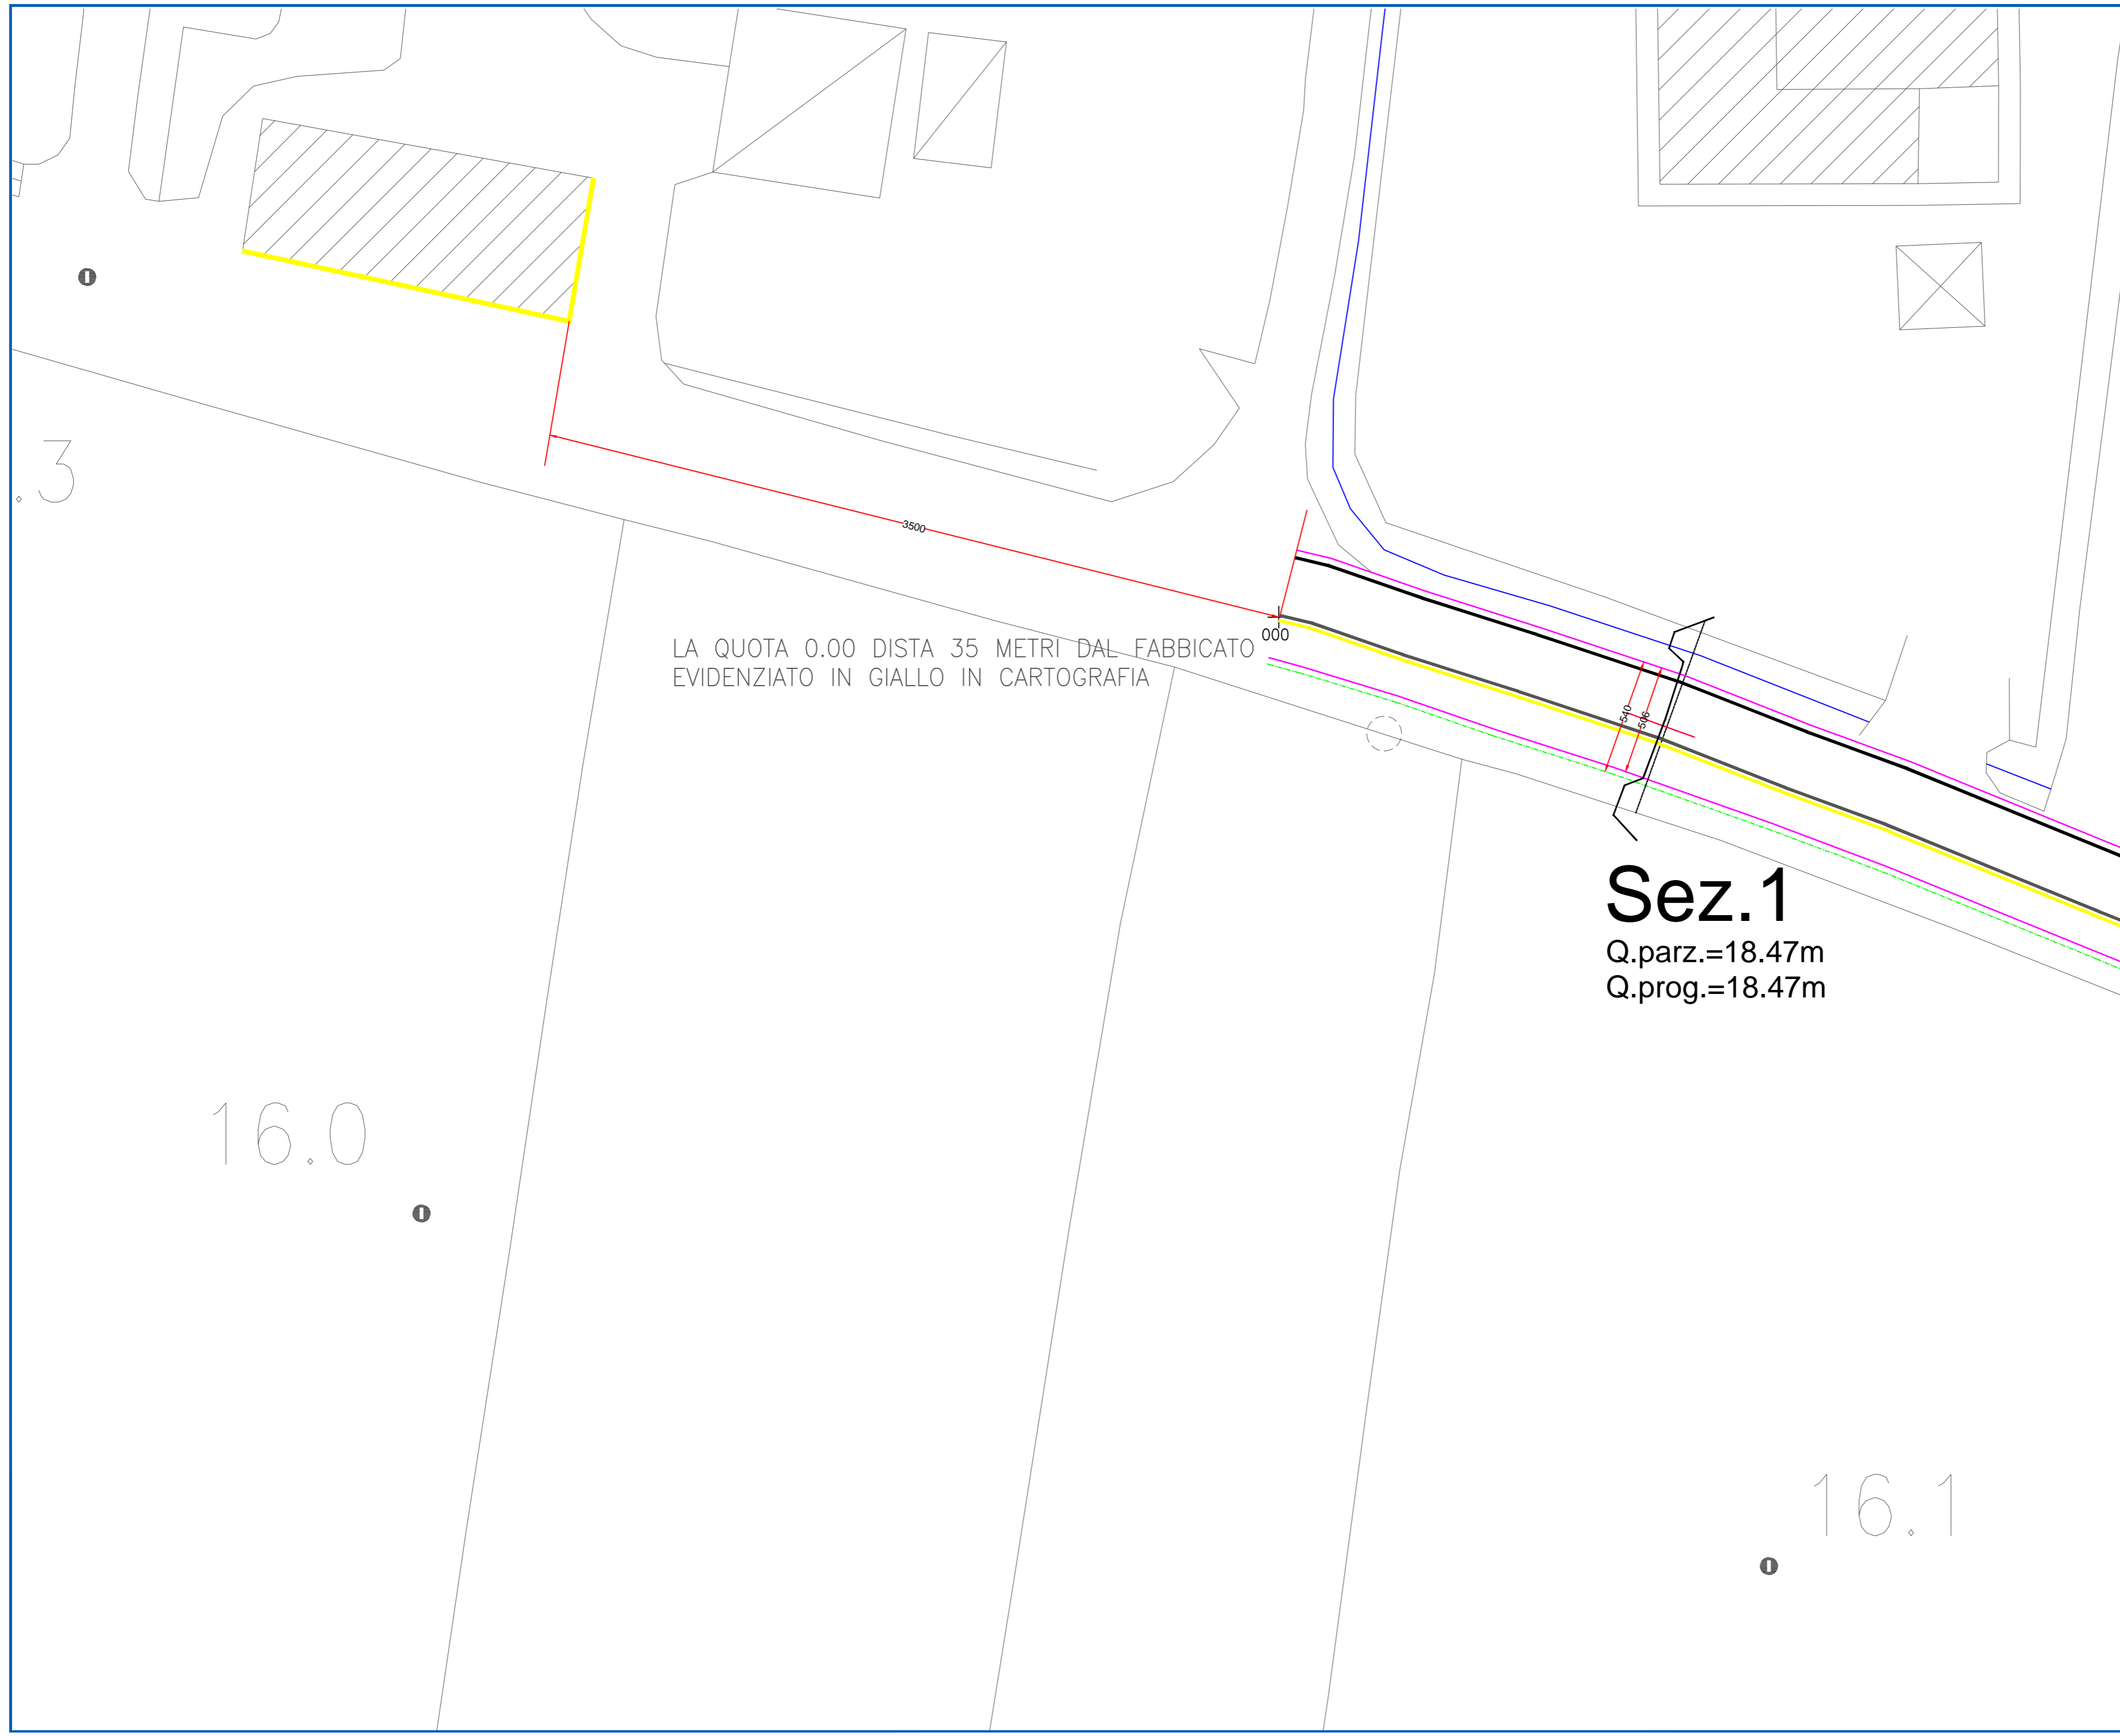 .3
3500
000
LA QUOTA 0.00 DISTA 35 METRI DAL FABBICATO
EVIDENZIATO IN GIALLO IN CARTOGRAFIA
540
506
Sez.1
Q.parz.=18.47m
Q.prog.=18.47m
16.0
16.1